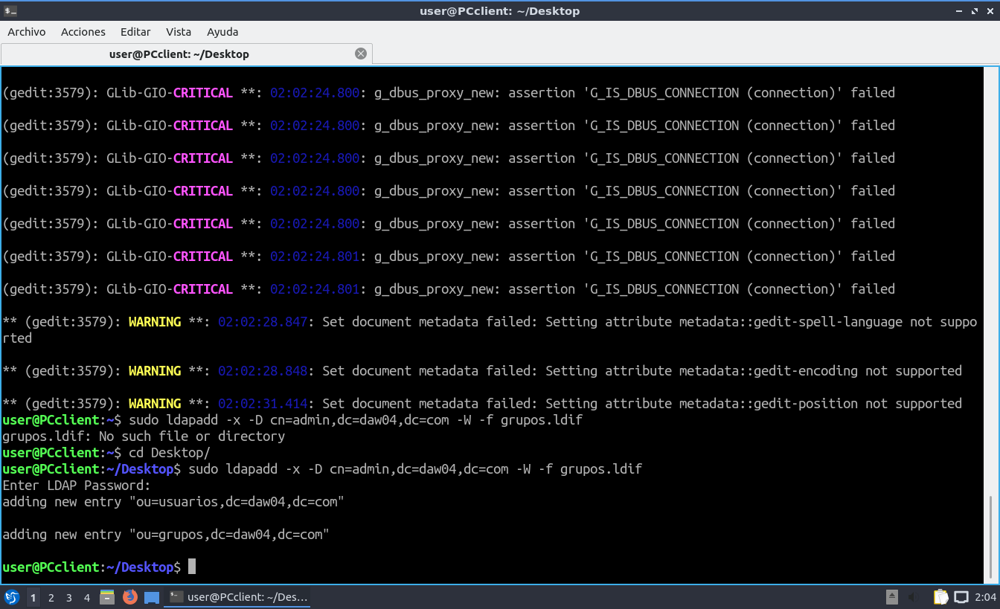 user@PCclient: ~/Desktop
Archivo Acciones Editar Vista Ayuda
user@PCclient: ~/Desktop
(gedit:3579): GLib-GIO-CRITICAL **: 02:02:24.800: g_dbus_proxy_new: assertion 'G_IS_DBUS_CONNECTION (connection)' failed
(gedit:3579): GLib-GIO-CRITICAL **: 02:02:24.800: g_dbus_proxy_new: assertion 'G_IS_DBUS_CONNECTION (connection)' failed
(gedit:3579): GLib-GIO-CRITICAL **: 02:02:24.800: g_dbus_proxy_new: assertion 'G_IS_DBUS_CONNECTION (connection)' failed
(gedit:3579): GLib-GIO-CRITICAL **: 02:02:24.800: g_dbus_proxy_new: assertion 'G_IS_DBUS_CONNECTION (connection)' failed
(gedit:3579): GLib-GIO-CRITICAL **: 02:02:24.800: g_dbus_proxy_new: assertion 'G_IS_DBUS_CONNECTION (connection)' failed
(gedit:3579): GLib-GIO-CRITICAL **: 02:02:24.801: g_dbus_proxy_new: assertion 'G_IS_DBUS_CONNECTION (connection)' failed
(gedit:3579): GLib-GIO-CRITICAL **: 02:02:24.801: g_dbus_proxy_new: assertion 'G_IS_DBUS_CONNECTION (connection)' failed
** (gedit:3579): WARNING **: 02:02:28.847: Set document metadata failed: Setting attribute metadata::gedit-spell-language not suppo
rted
** (gedit:3579): WARNING **: 02:02:28.848: Set document metadata failed: Setting attribute metadata::gedit-encoding not supported
** (gedit:3579): WARNING **: 02:02:31.414: Set document metadata failed: Setting attribute metadata::gedit-position not supported
user@PCclient:~$ sudo ldapadd -x -D cn=admin,dc=daw04,dc=com -W -f grupos.ldif
grupos.ldif: No such file or directory
user@PCclient:~$ cd Desktop/
user@PCclient:~/Desktop$ sudo ldapadd -x -D cn=admin,dc=daw04,dc=com -W -f grupos.ldif
Enter LDAP Password:
adding new entry "ou=usuarios,dc=daw04,dc=com"
adding new entry "ou=grupos,dc=daw04,dc=com"
user@PCclient:~/Desktop$
1 2 3 4 user@PCclient: ~/Des... 2:04